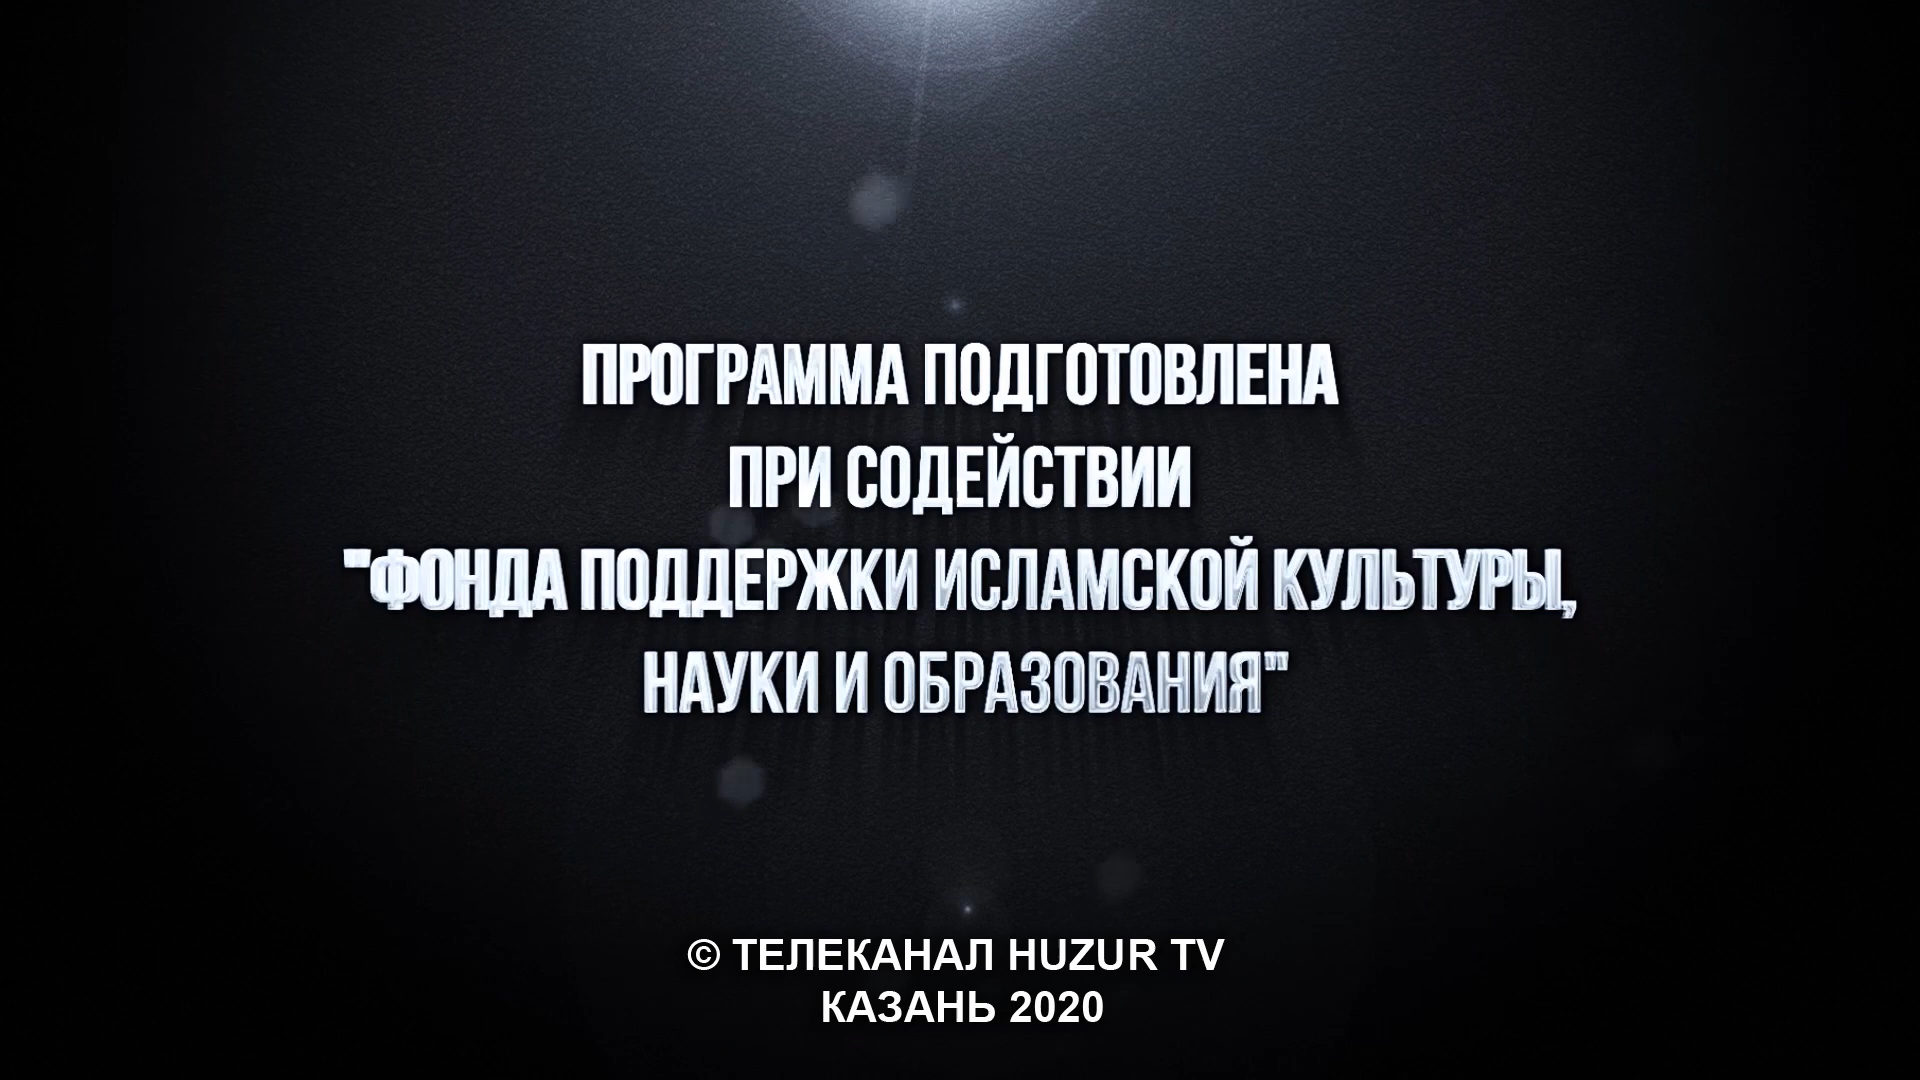 ПРОГРАММА ПОДГОТОВЛЕНА
ПРИ СОДЕЙСТВИИ
"ФОНДА ПОДДЕРЖКИ ИСЛАМСКОЙ КУЛЬТУРЫ,
НАУКИ И ОБРАЗОВАНИЯ"
© ТЕЛЕКАНАЛ HUZUR TV
КАЗАНЬ 2020